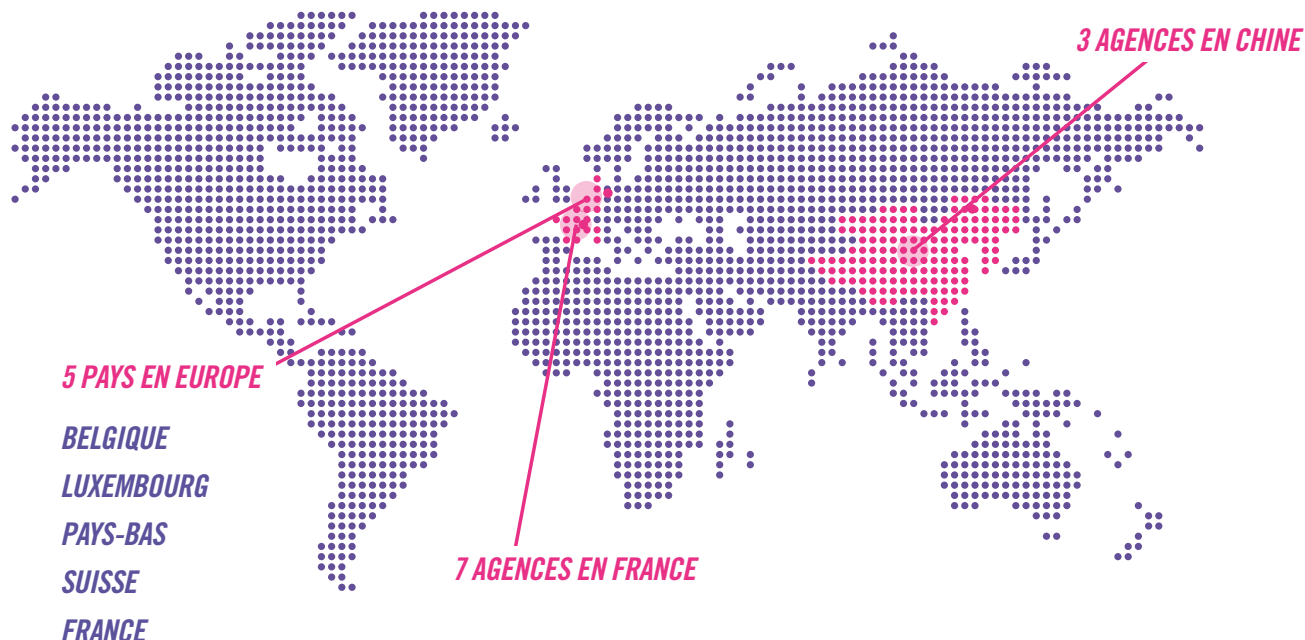 3 AGENCES EN CHINE
5 PAYS EN EUROPE
BELGIQUE
LUXEMBOURG
PAYS-BAS
SUISSE
FRANCE
7 AGENCES EN FRANCE